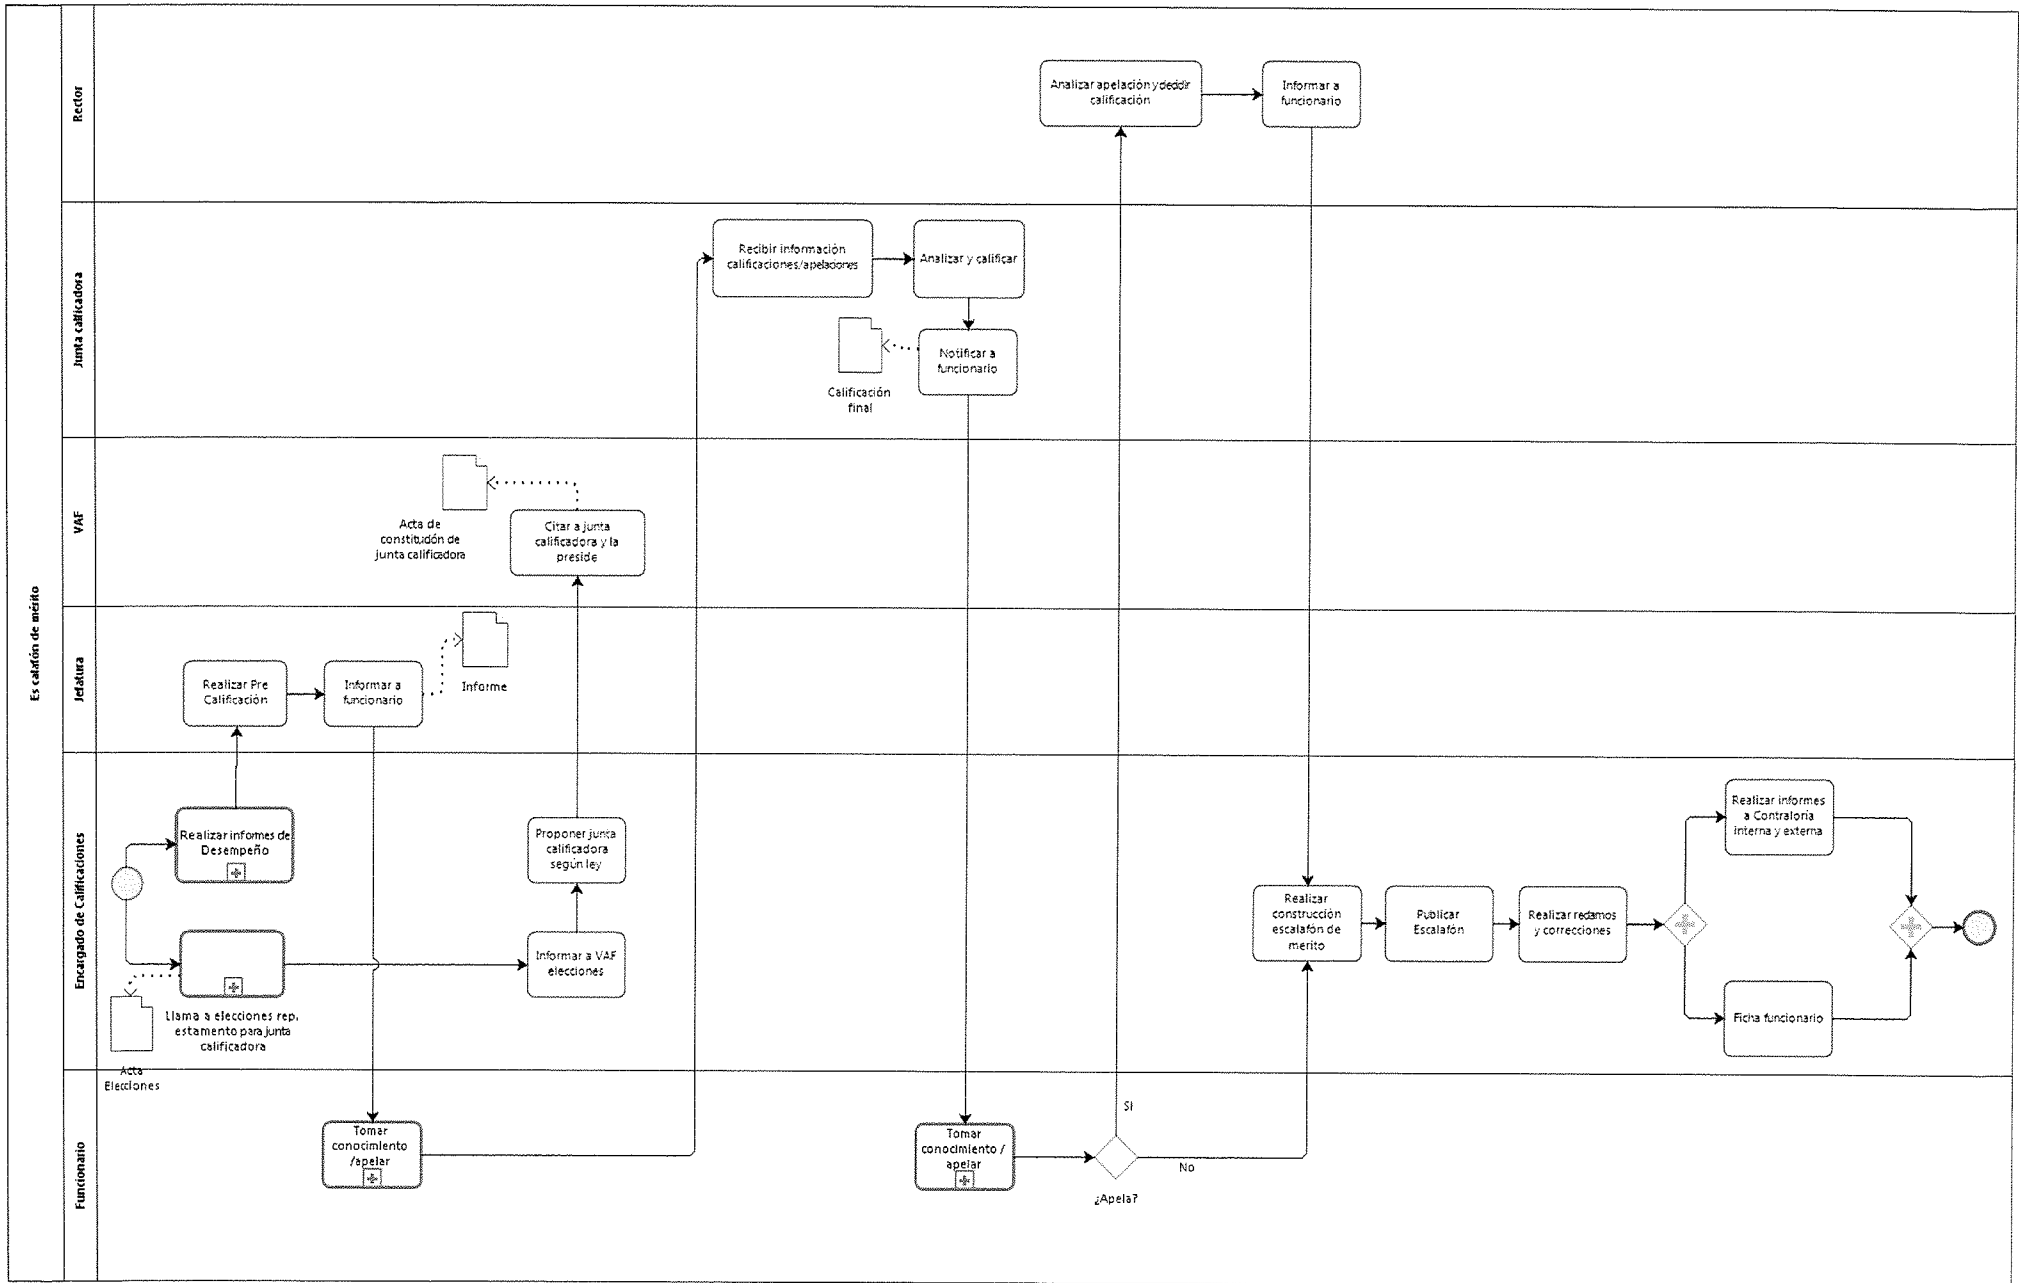 Es calafón de mérito
Rector
Analizar apelación y decidir
calificación
Informar a
funcionario
Junta calificadora
Recibir información
calificaciones/apelaciones
Analizar y calificar
Notificar a
funcionario
Calificación
final
VAF
Acta de
constitución de
junta calificadora
Citar a junta
calificadora y la
preside
Jefatura
Realizar Pre
Calificación
Informar a
funcionario
Informe
Encargado de Calificaciones
Realizar informes de
Desempeño
Llama a elecciones rep.
estamento para junta
calificadora
Acta
Elecciones
Proponer junta
calificadora
según ley
Informar a VAF
elecciones
Realizar
construcción
escalafón de
merito
Publicar
Escalafón
Realizar reclamos
y correcciones
Realizar informes
a Contraloría
interna y externa
Ficha funcionario
Funcionario
Tomar
conocimiento
/apelar
Tomar
conocimiento /
apelar
¿Apela?
SI
No